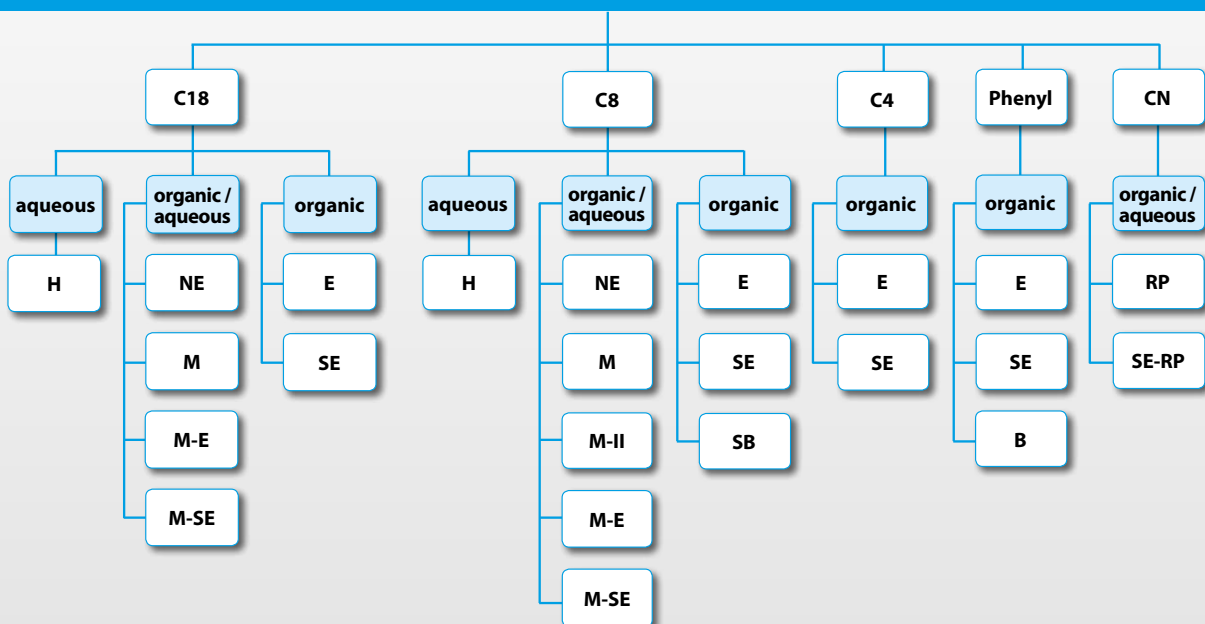 C18
C8
C4
Phenyl
CN
aqueous
organic /
aqueous
organic
aqueous
organic /
aqueous
organic
organic
organic
organic /
aqueous
H
NE
E
H
NE
E
E
E
RP
M
SE
M
SE
SE
SE
SE-RP
M-E
M-II
SB
B
M-SE
M-E
M-SE